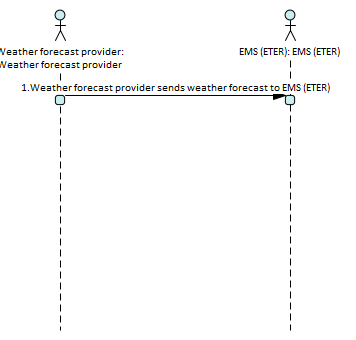 Weather forecast provider:
Weather forecast provider
EMS (ETER): EMS (ETER)
1.Weather forecast provider sends weather forecast to EMS (ETER)